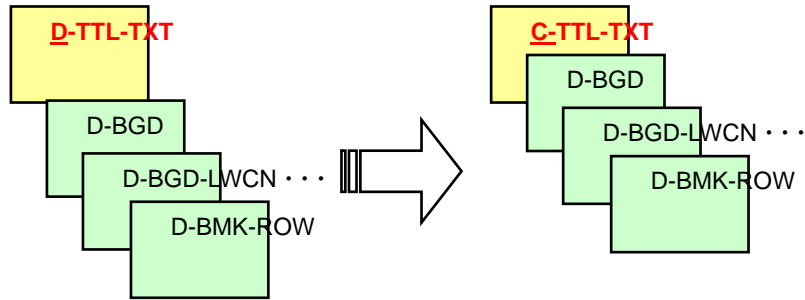 D-TTL-TXT
D-BGD
D-BGD-LWCN ・・・
D-BMK-ROW
C-TTL-TXT
D-BGD
D-BGD-LWCN ・・・
D-BMK-ROW